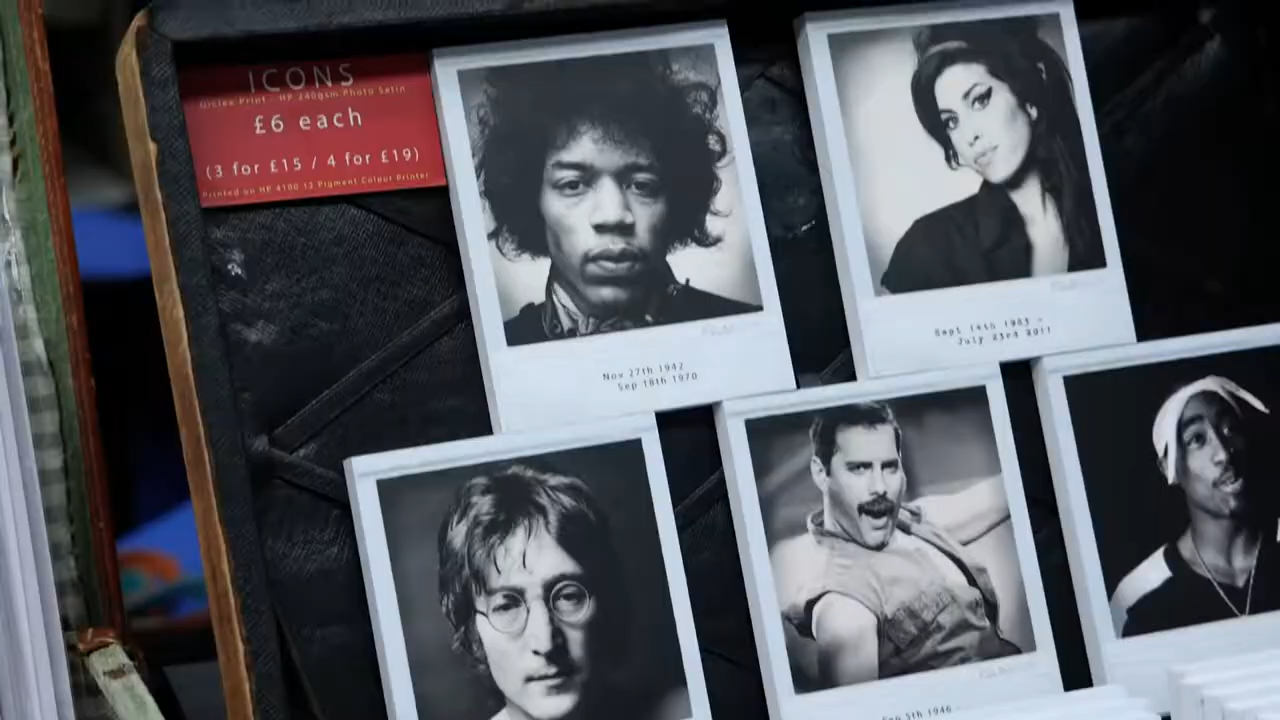 ICONS
Giclee Print - HP 240gsm Photo Satin
£6 each
(3 for £15 / 4 for £19)
Printed on HP 4100 12 Pigment Colour Printer
Nov 27th 1942
Sep 18th 1970
Sept 14th 1983 -
July 23rd 2011
Sep 5th 1946 -